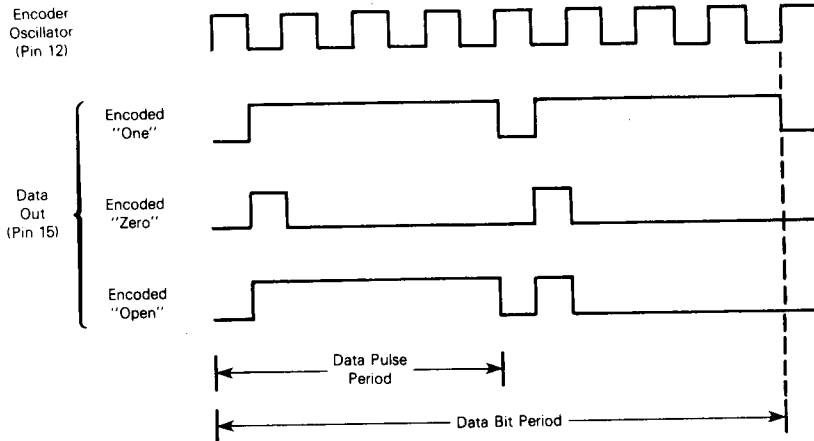 Encoder
Oscillator
(Pin 12)
Encoded
"One"
Data
Out
(Pin 15)
Encoded
"Zero"
Encoded
"Open"
Data Pulse
Period
Data Bit Period